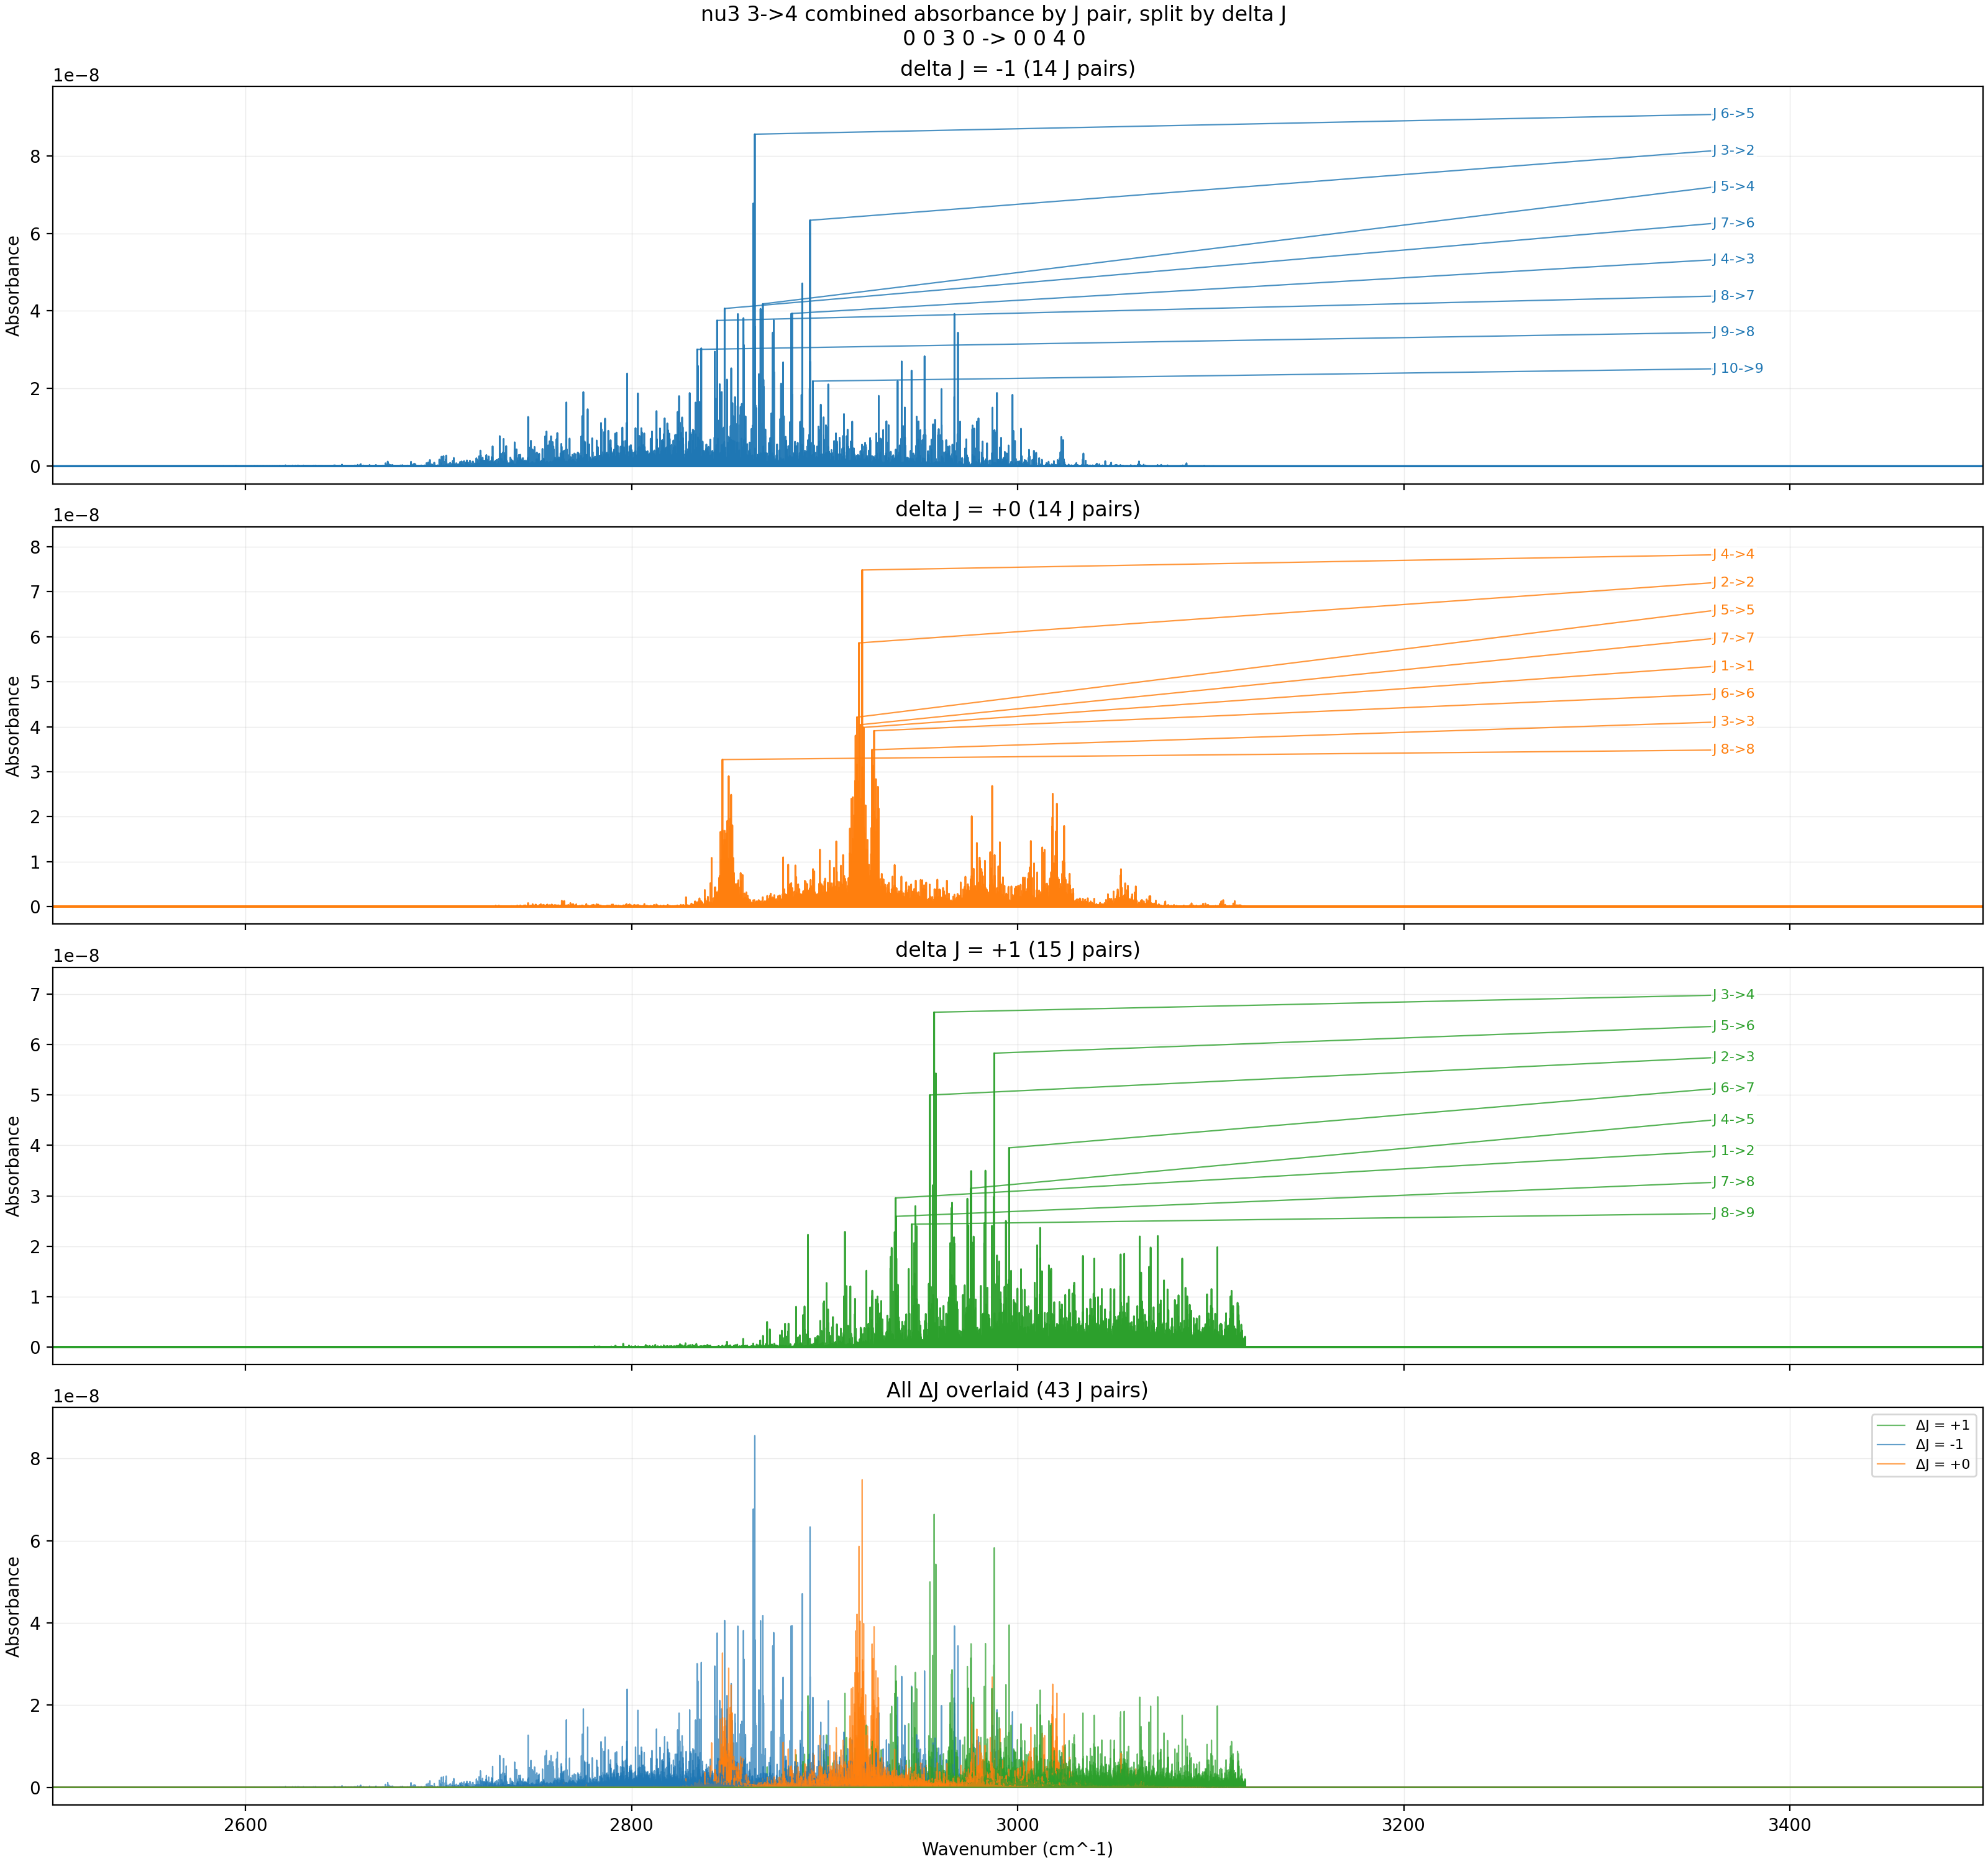 nu3 3->4 combined absorbance by J pair, split by delta J
0 0 3 0 -> 0 0 4 0
delta J = -1 (14 J pairs)
1e−8
Absorbance
8
6
4
2
0
J 6->5
J 3->2
J 5->4
J 7->6
J 4->3
J 8->7
J 9->8
J 10->9
delta J = +0 (14 J pairs)
1e−8
Absorbance
8
7
6
5
4
3
2
1
0
J 4->4
J 2->2
J 5->5
J 7->7
J 1->1
J 6->6
J 3->3
J 8->8
delta J = +1 (15 J pairs)
1e−8
Absorbance
7
6
5
4
3
2
1
0
J 3->4
J 5->6
J 2->3
J 6->7
J 4->5
J 1->2
J 7->8
J 8->9
All ΔJ overlaid (43 J pairs)
1e−8
Absorbance
8
6
4
2
0
ΔJ = +1
ΔJ = -1
ΔJ = +0
2600 2800 3000 3200 3400
Wavenumber (cm^-1)